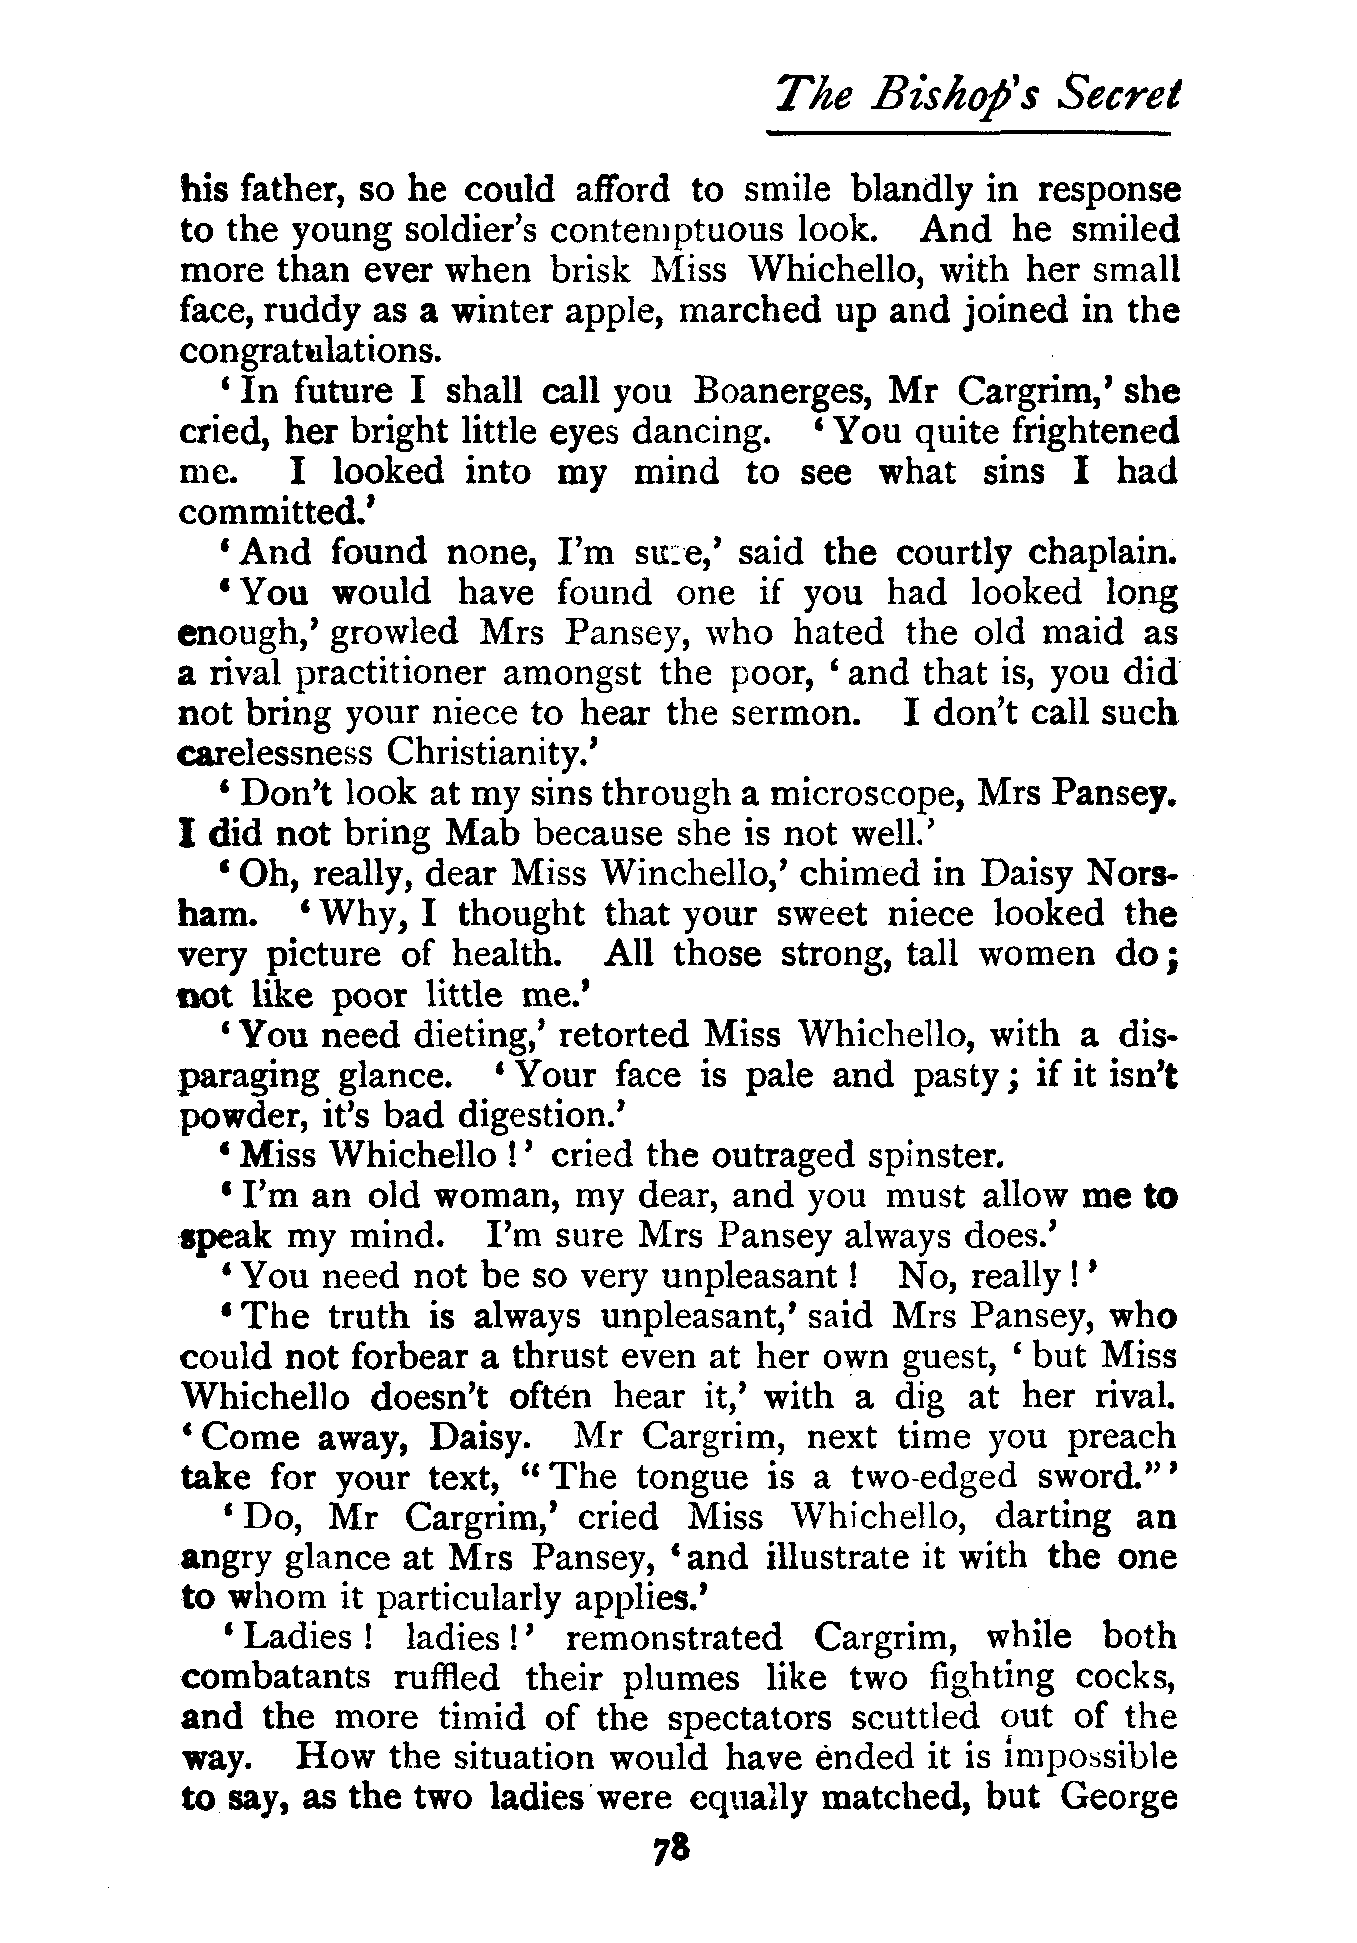 The Bishop's Secret
his father, so he could afford to smile blandly in response
to the young soldier's contemptuous look. And he smiled
more than ever when brisk Miss Whichello, with her small
face, ruddy as a winter apple, marched up and joined in the
congratulations.
‘In future I shall call you Boanerges, Mr Cargrim,’ she
cried, her bright little eyes dancing. ‘You quite frightened
me. I looked into my mind to see what sins I had
committed.’
‘And found none, I’m sure,’ said the courtly chaplain.
‘You would have found one if you had looked long
enough,’ growled Mrs Pansey, who hated the old maid as
a rival practitioner amongst the poor, ‘and that is, you did
not bring your niece to hear the sermon. I don’t call such
carelessness Christianity.’
‘Don’t look at my sins through a microscope, Mrs Pansey.
I did not bring Mab because she is not well.’
‘Oh, really, dear Miss Winchello,’ chimed in Daisy Nors-
ham. ‘Why, I thought that your sweet niece looked the
very picture of health. All those strong, tall women do;
not like poor little me.’
‘You need dieting,’ retorted Miss Whichello, with a dis-
paraging glance. ‘Your face is pale and pasty; if it isn’t
powder, it’s bad digestion.’
‘Miss Whichello!’ cried the outraged spinster.
‘I’m an old woman, my dear, and you must allow me to
speak my mind. I’m sure Mrs Pansey always does.’
‘You need not be so very unpleasant! No, really!’
‘The truth is always unpleasant,’ said Mrs Pansey, who
could not forbear a thrust even at her own guest, ‘but Miss
Whichello doesn’t often hear it,’ with a dig at her rival.
‘Come away, Daisy. Mr Cargrim, next time you preach
take for your text, “The tongue is a two-edged sword.”’
‘Do, Mr Cargrim,’ cried Miss Whichello, darting an
angry glance at Mrs Pansey, ‘and illustrate it with the one
to whom it particularly applies.’
‘Ladies! ladies!’ remonstrated Cargrim, while both
combatants ruffled their plumes like two fighting cocks,
and the more timid of the spectators scuttled out of the
way. How the situation would have ended it is impossible
to say, as the two ladies were equally matched, but George
78